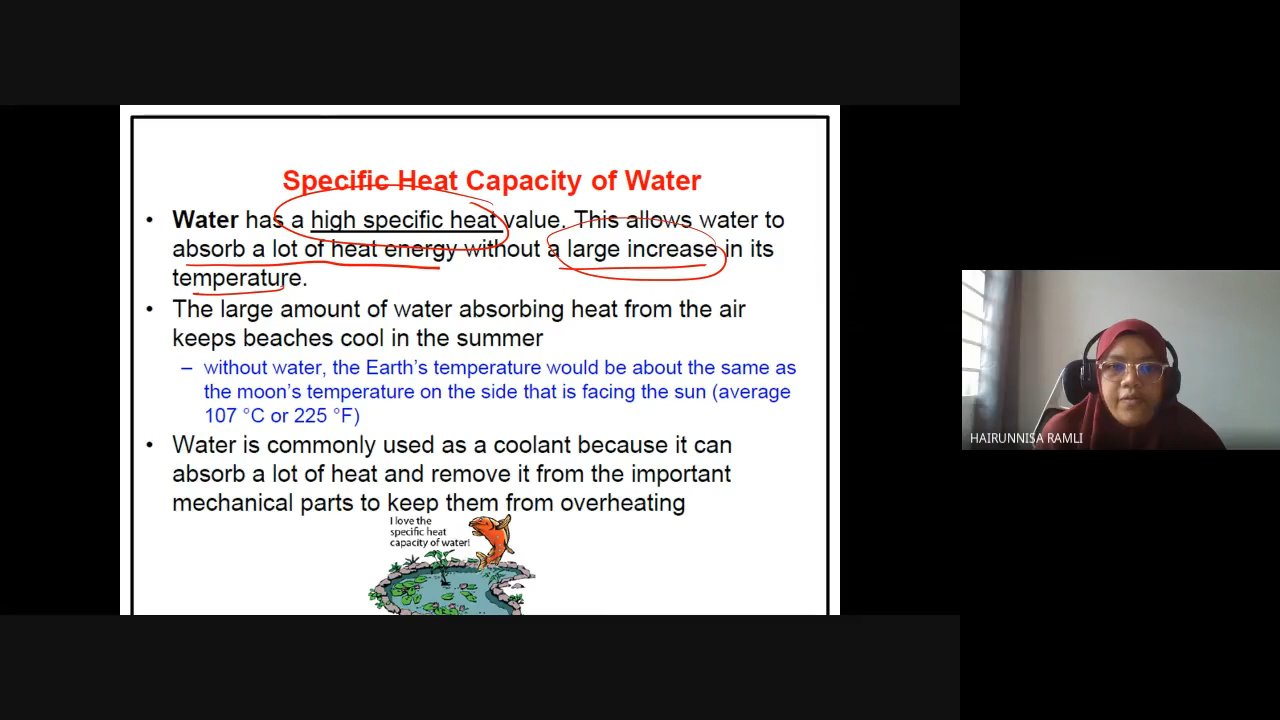 Specific Heat Capacity of Water
• Water has a high specific heat value. This allows water to
absorb a lot of heat energy without a large increase in its
temperature.
• The large amount of water absorbing heat from the air
keeps beaches cool in the summer
– without water, the Earth's temperature would be about the same as
the moon's temperature on the side that is facing the sun (average
107 °C or 225 °F)
• Water is commonly used as a coolant because it can
absorb a lot of heat and remove it from the important
mechanical parts to keep them from overheating
I love the
specific heat
capacity of water!
HAIRUNNISA RAMLI